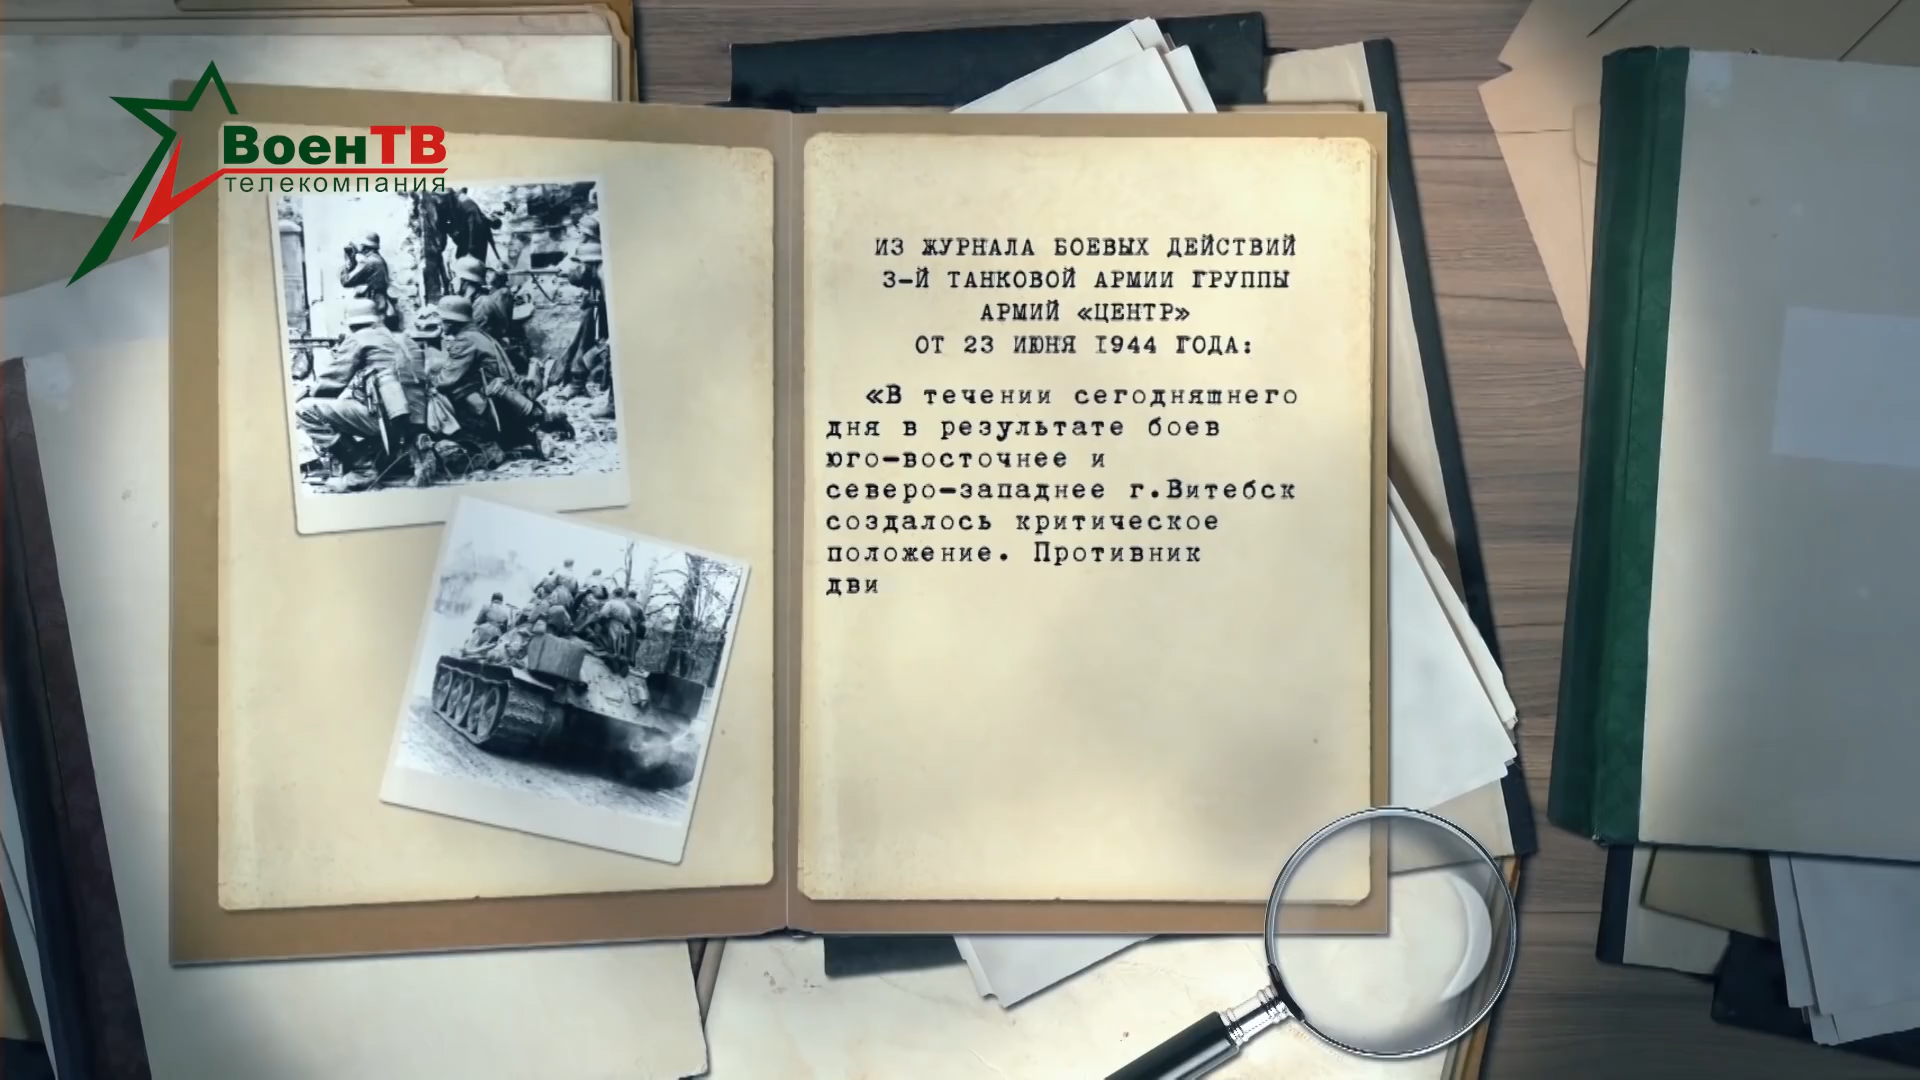 ВоенТВ
телекомпания
ИЗ ЖУРНАЛА БОЕВЫХ ДЕЙСТВИЙ
3-Й ТАНКОВОЙ АРМИИ ГРУППЫ
АРМИЙ «ЦЕНТР»
ОТ 23 ИЮНЯ 1944 ГОДА:
«В течении сегодняшнего
дня в результате боев
юго-восточнее и
северо-западнее г.Витебск
создалось критическое
положение. Противник
дви